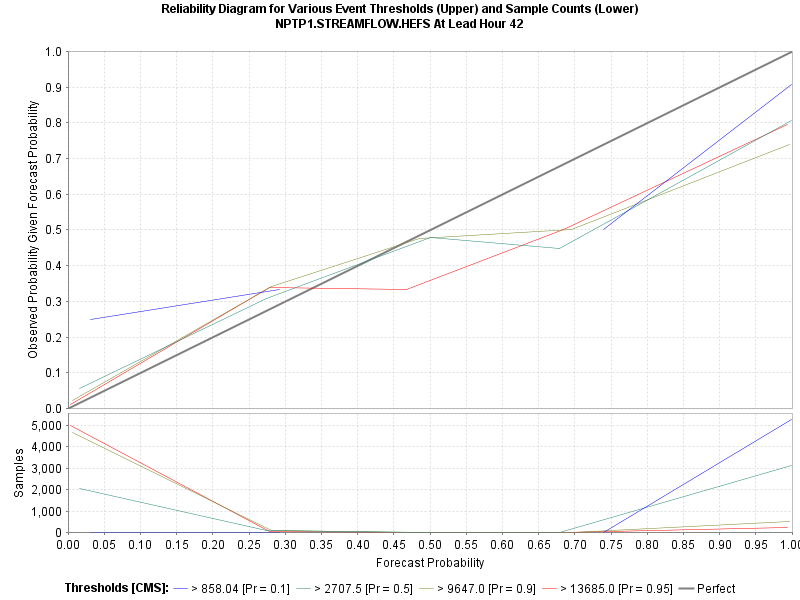 Reliability Diagram for Various Event Thresholds (Upper) and Sample Counts (Lower)
NPTP1.STREAMFLOW.HEFS At Lead Hour 42
Observed Probability Given Forecast Probability
1.0
0.9
0.8
0.7
0.6
0.5
0.4
0.3
0.2
0.1
0.0
Samples
5,000
4,000
3,000
2,000
1,000
0
0.00 0.05 0.10 0.15 0.20 0.25 0.30 0.35 0.40 0.45 0.50 0.55 0.60 0.65 0.70 0.75 0.80 0.85 0.90 0.95 1.0
Forecast Probability
Thresholds [CMS]: > 858.04 [Pr = 0.1] > 2707.5 [Pr = 0.5] > 9647.0 [Pr = 0.9] > 13685.0 [Pr = 0.95] Perfect